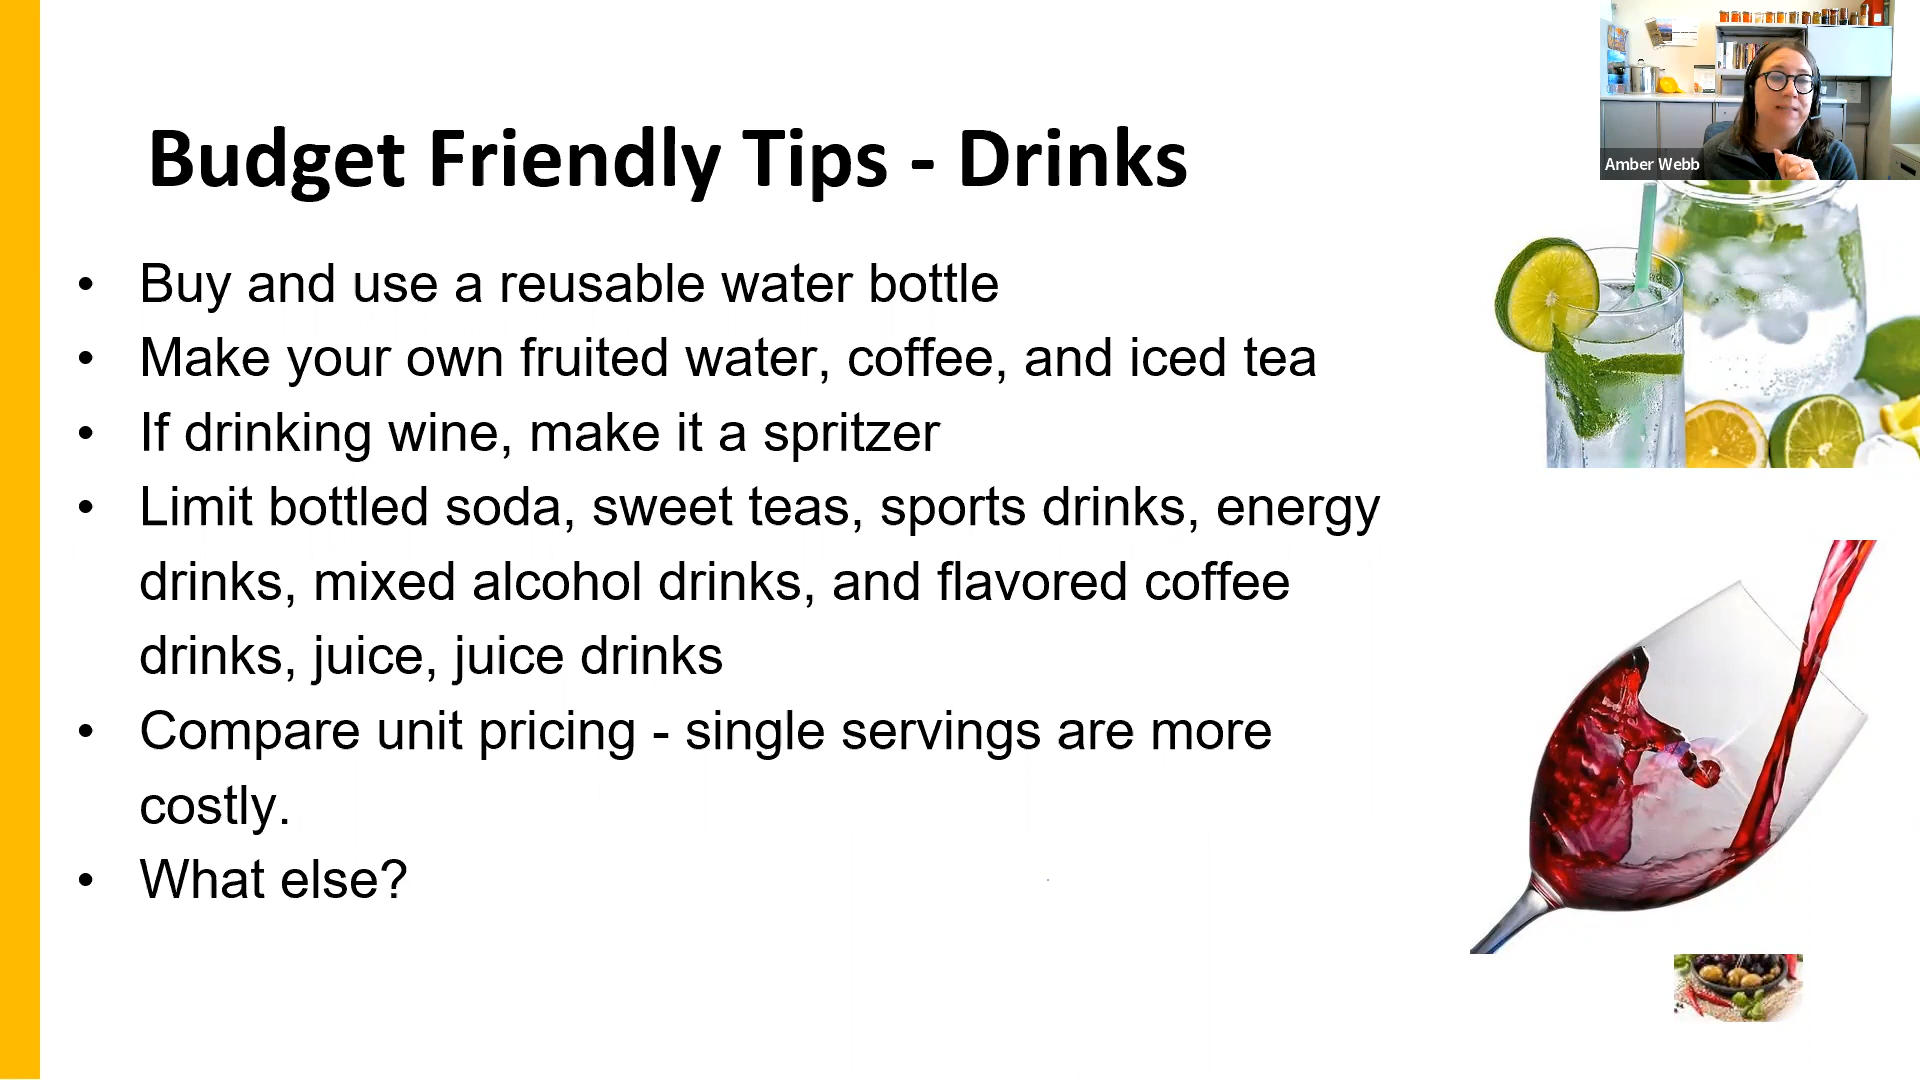 Budget Friendly Tips - Drinks
Amber Webb
• Buy and use a reusable water bottle
• Make your own fruited water, coffee, and iced tea
• If drinking wine, make it a spritzer
• Limit bottled soda, sweet teas, sports drinks, energy
drinks, mixed alcohol drinks, and flavored coffee
drinks, juice, juice drinks
• Compare unit pricing - single servings are more
costly.
• What else?